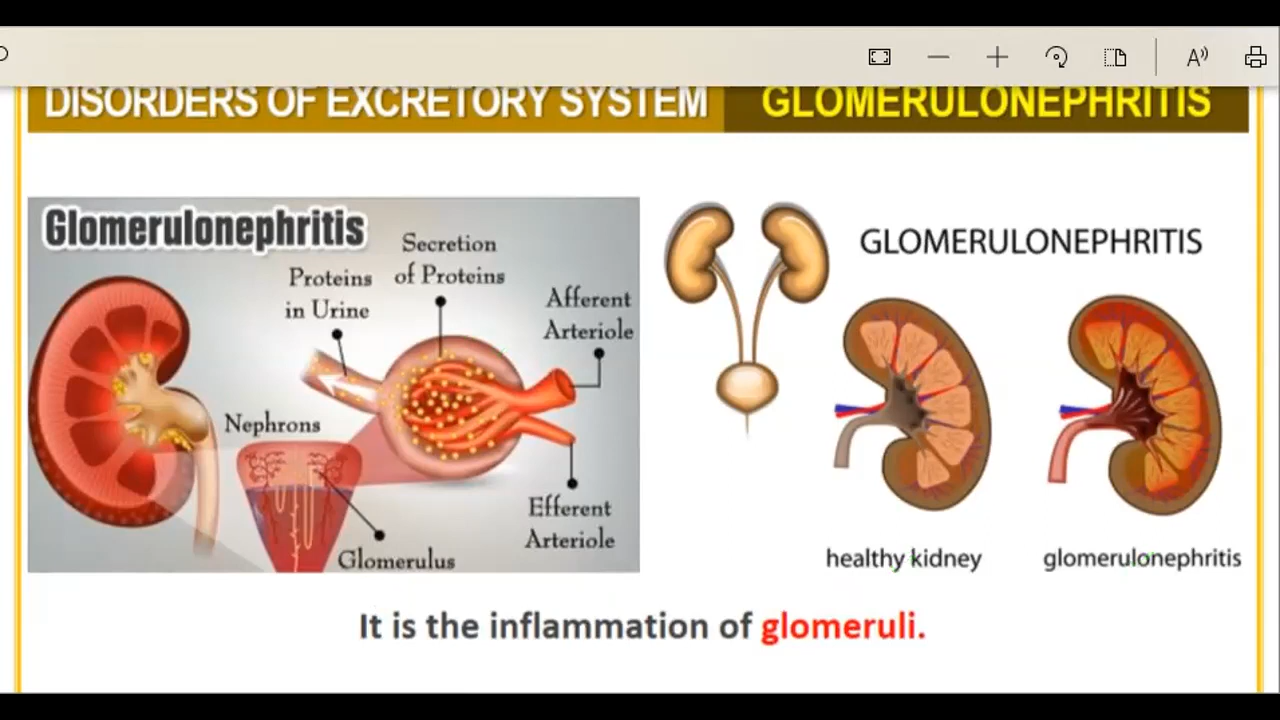 DISORDERS OF EXCRETORY SYSTEM
GLOMERULONEPHRITIS
Glomerulonephritis
Secretion
of Proteins
Proteins
in Urine
Afferent
Arteriole
Nephrons
Efferent
Arteriole
Glomerulus
GLOMERULONEPHRITIS
healthy kidney
glomerulonephritis
It is the inflammation of glomeruli.